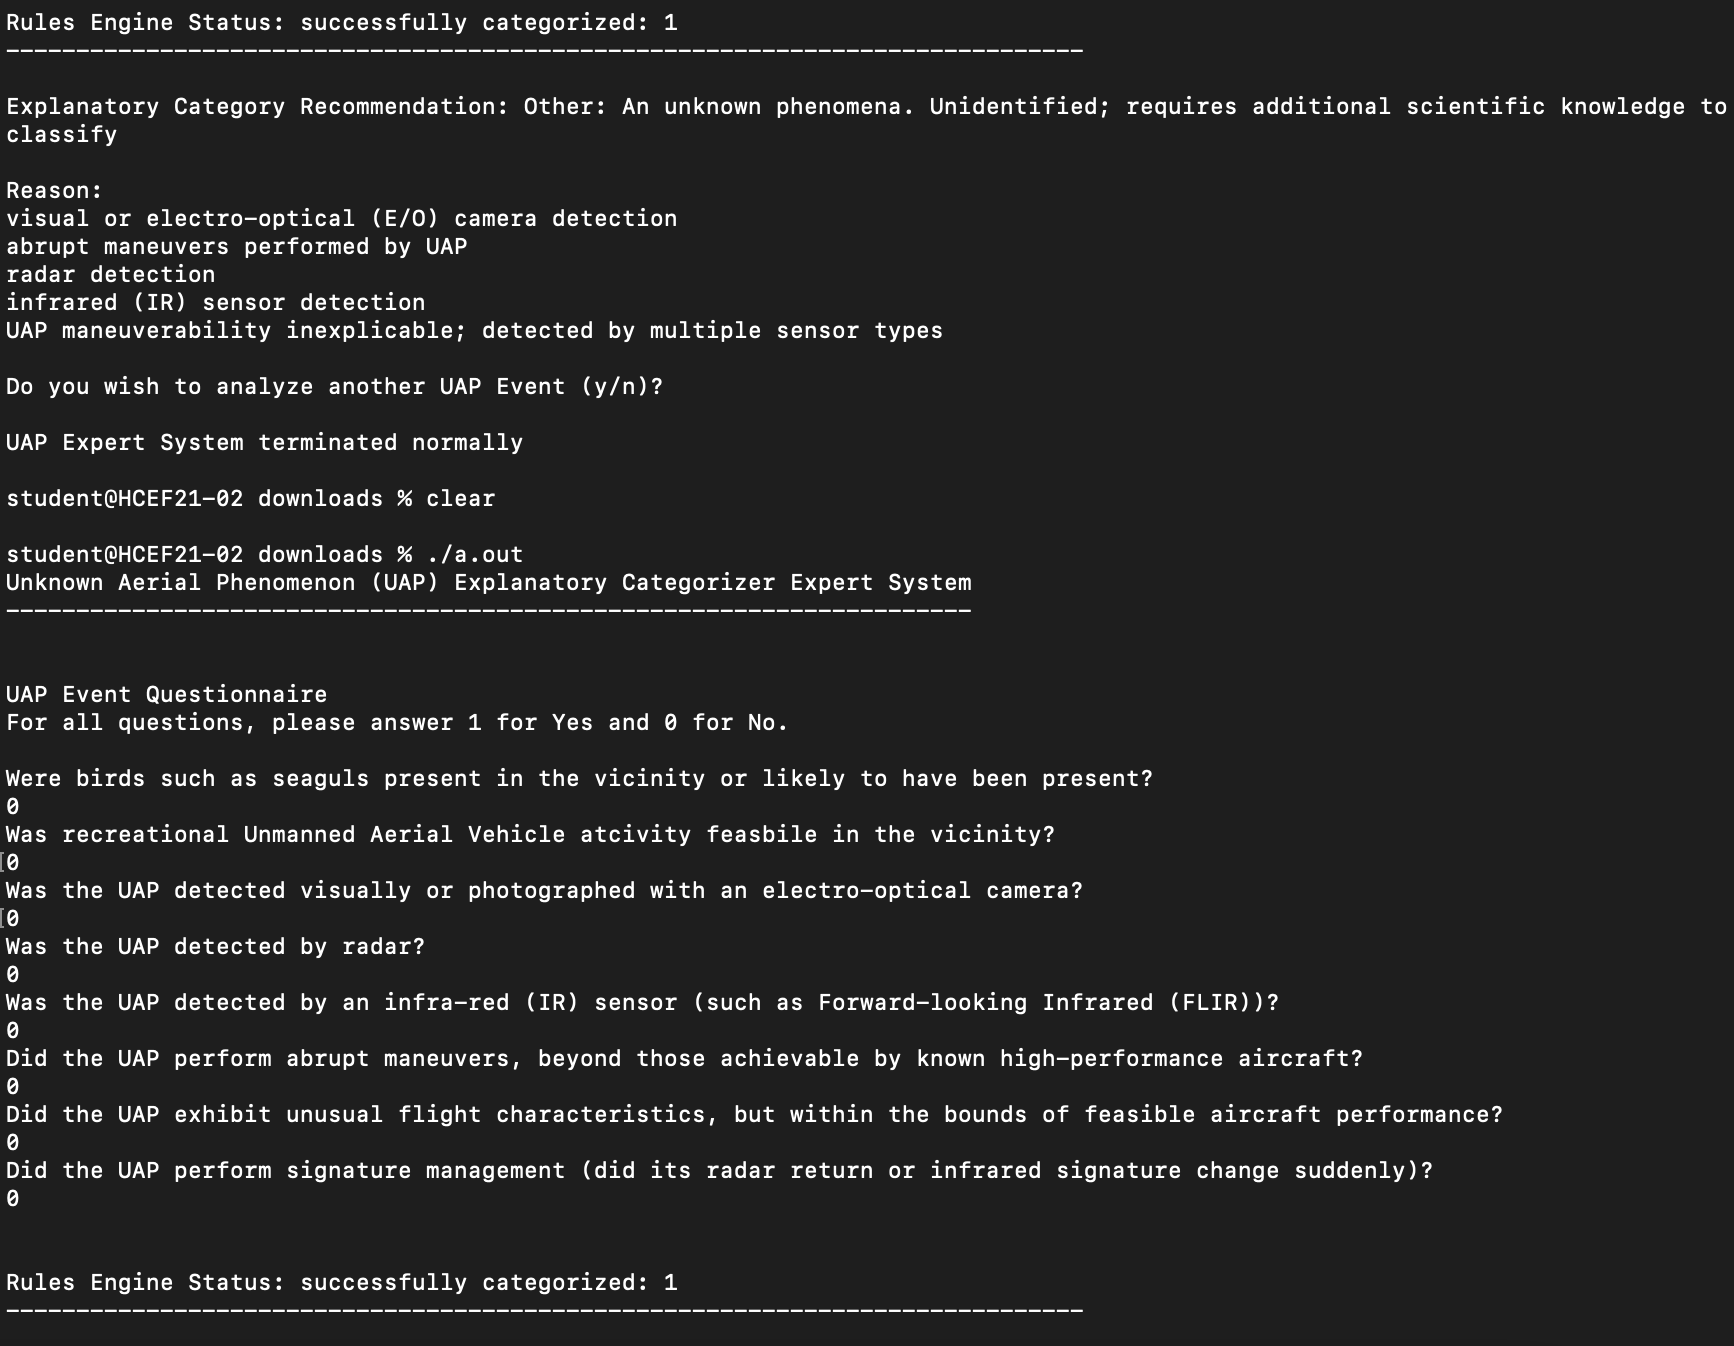 Rules Engine Status: successfully categorized: 1
-----------------------------------------------------------------------------
Explanatory Category Recommendation: Other: An unknown phenomena. Unidentified; requires additional scientific knowledge to
classify
Reason:
visual or electro-optical (E/O) camera detection
abrupt maneuvers performed by UAP
radar detection
infrared (IR) sensor detection
UAP maneuverability inexplicable; detected by multiple sensor types
Do you wish to analyze another UAP Event (y/n)?
UAP Expert System terminated normally
student@HCEF21-02 downloads % clear
student@HCEF21-02 downloads % ./a.out
Unknown Aerial Phenomenon (UAP) Explanatory Categorizer Expert System
---------------------------------------------------------------------
UAP Event Questionnaire
For all questions, please answer 1 for Yes and 0 for No.
Were birds such as seaguls present in the vicinity or likely to have been present?
0
Was recreational Unmanned Aerial Vehicle atcivity feasbile in the vicinity?
[0
Was the UAP detected visually or photographed with an electro-optical camera?
[0
Was the UAP detected by radar?
0
Was the UAP detected by an infra-red (IR) sensor (such as Forward-looking Infrared (FLIR))?
0
Did the UAP perform abrupt maneuvers, beyond those achievable by known high-performance aircraft?
0
Did the UAP exhibit unusual flight characteristics, but within the bounds of feasible aircraft performance?
0
Did the UAP perform signature management (did its radar return or infrared signature change suddenly)?
0
Rules Engine Status: successfully categorized: 1
-----------------------------------------------------------------------------